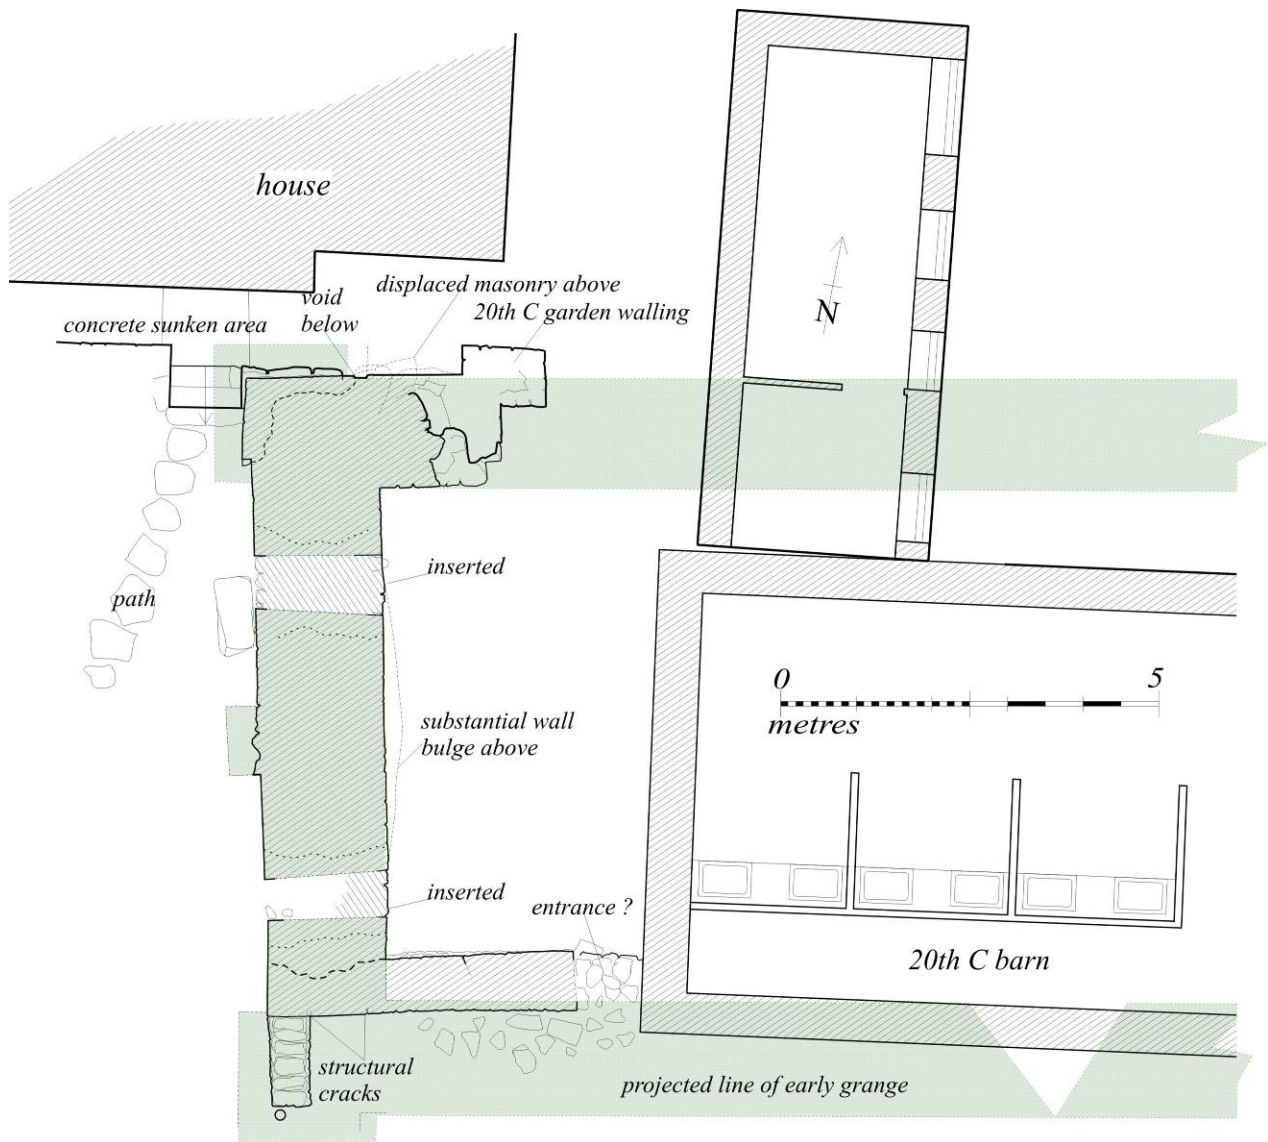 house
displaced masonry above
void
below
20th C garden walling
concrete sunken area
N
inserted
path
0 5
metres
substantial wall
bulge above
inserted
entrance ?
20th C barn
structural
cracks
projected line of early grange